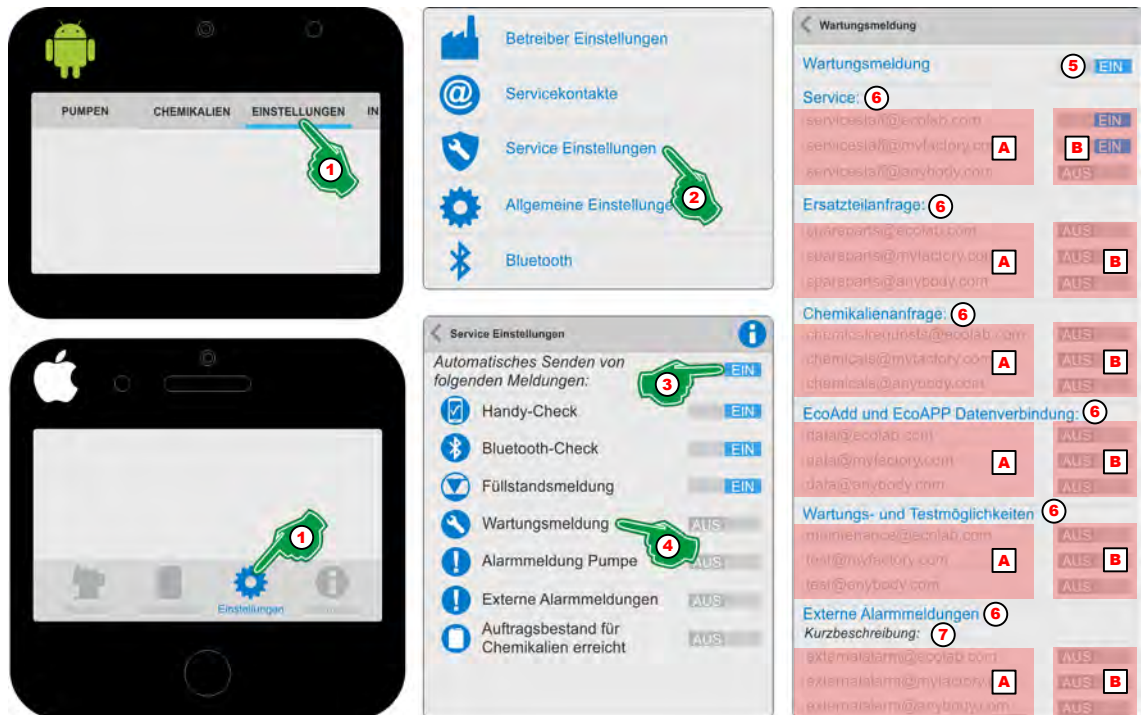 PUMPEN CHEMIKALIEN EINSTELLUNGEN IN
1
Einstellungen
1
Betreiber Einstellungen
@ Servicekontakte
Service Einstellungen
2
Allgemeine Einstellunge
Bluetooth
Service Einstellungen i
Automatisches Senden von
folgenden Meldungen:
3 EIN
Handy-Check EIN
Bluetooth-Check EIN
Füllstandsmeldung EIN
Wartungsmeldung AUS
4
! Alarmmeldung Pumpe AUS
! Externe Alarmmeldungen AUS
Auftragsbestand für
Chemikalien erreicht AUS
Wartungsmeldung
Wartungsmeldung 5 EIN
Service: 6
servicestaff@ecolab.com EIN
servicestaff@myfactory.com A B EIN
servicestaff@anybody.com AUS
Ersatzteilanfrage: 6
spareparts@ecolab.com AUS
spareparts@myfactory.com A AUS B
spareparts@anybody.com AUS
Chemikalienanfrage: 6
@ecolab.com AUS
chemicals@myfactory.com A AUS B
chemicals@anybody.com AUS
EcoAdd und EcoAPP Datenverbindung: 6
data@ecolab.com AUS
data@myfactory.com A AUS B
data@anybody.com AUS
Wartungs- und Testmöglichkeiten 6
maintenance@ecolab.com AUS
test@myfactory.com A AUS B
test@anybody.com AUS
Externe Alarmmeldungen 6
Kurzbeschreibung: 7
externalalarm@ecolab.com AUS
externalalarm@myfactory. A AUS B
externalalarm@anybody.com AUS